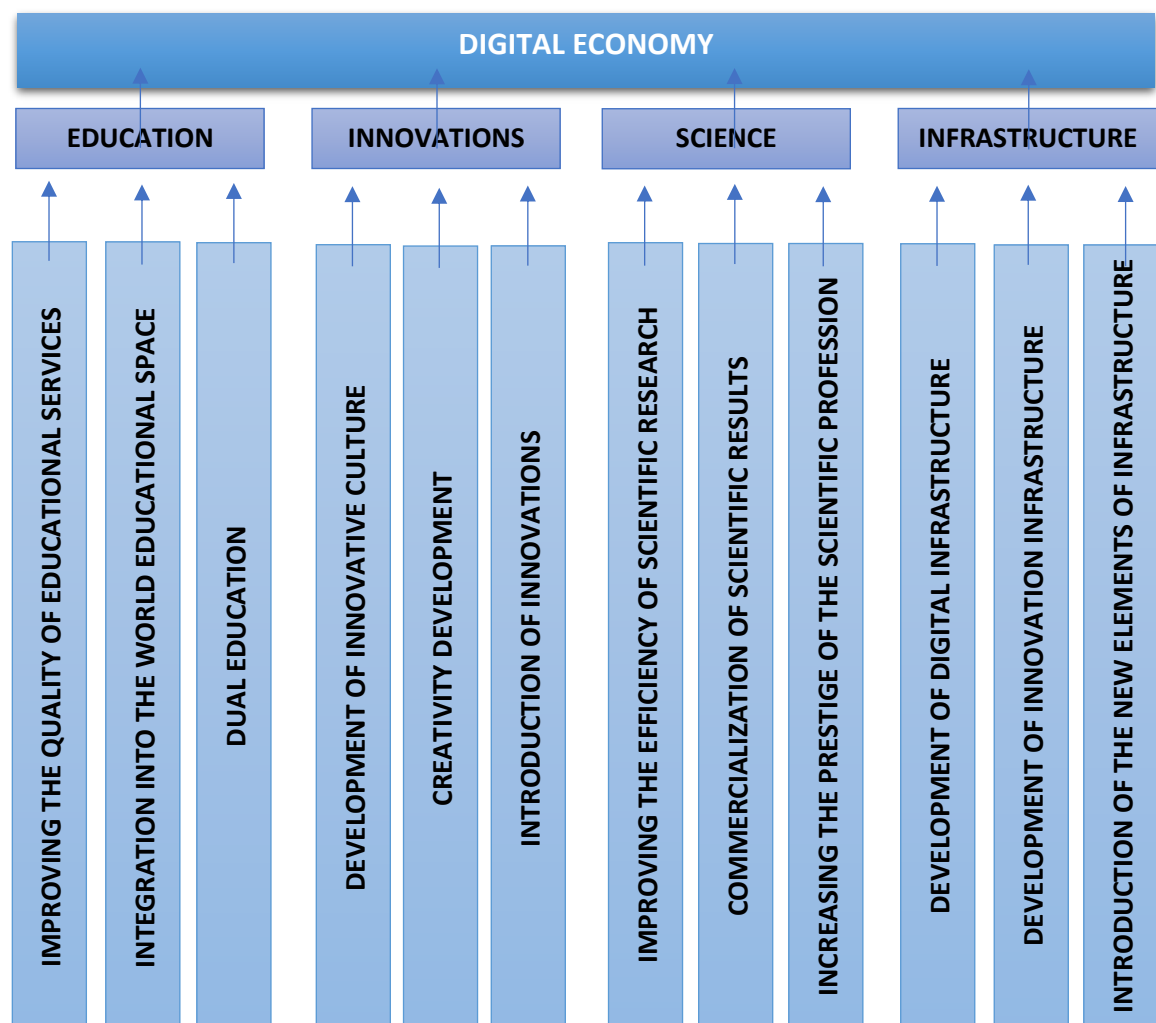 DIGITAL ECONOMY
EDUCATION
INNOVATIONS
SCIENCE
INFRASTRUCTURE
IMPROVING THE QUALITY OF EDUCATIONAL SERVICES
INTEGRATION INTO THE WORLD EDUCATIONAL SPACE
DUAL EDUCATION
DEVELOPMENT OF INNOVATIVE CULTURE
CREATIVITY DEVELOPMENT
INTRODUCTION OF INNOVATIONS
IMPROVING THE EFFICIENCY OF SCIENTIFIC RESEARCH
COMMERCIALIZATION OF SCIENTIFIC RESULTS
INCREASING THE PRESTIGE OF THE SCIENTIFIC PROFESSION
DEVELOPMENT OF DIGITAL INFRASTRUCTURE
DEVELOPMENT OF INNOVATION INFRASTRUCTURE
INTRODUCTION OF THE NEW ELEMENTS OF INFRASTRUCTURE